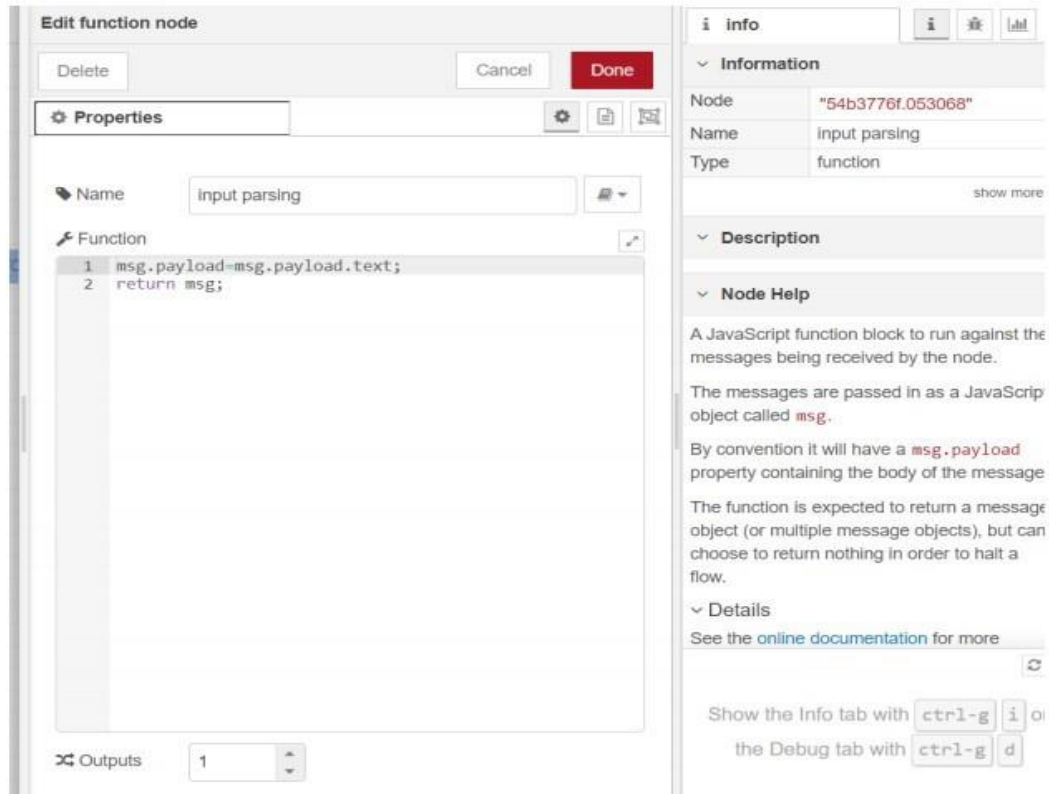 Edit function node
Delete
Cancel
Done
Properties
Name
input parsing
Function
1 msg.payload=msg.payload.text;
2 return msg;
Outputs
1
i info
i
Information
Node "54b3776f.053068"
Name input parsing
Type function
show more
Description
Node Help
A JavaScript function block to run against the
messages being received by the node.
The messages are passed in as a JavaScrip
object called msg.
By convention it will have a msg.payload
property containing the body of the message
The function is expected to return a message
object (or multiple message objects), but can
choose to return nothing in order to halt a
flow.
Details
See the online documentation for more
Show the Info tab with ctrl-g i o
the Debug tab with ctrl-g d